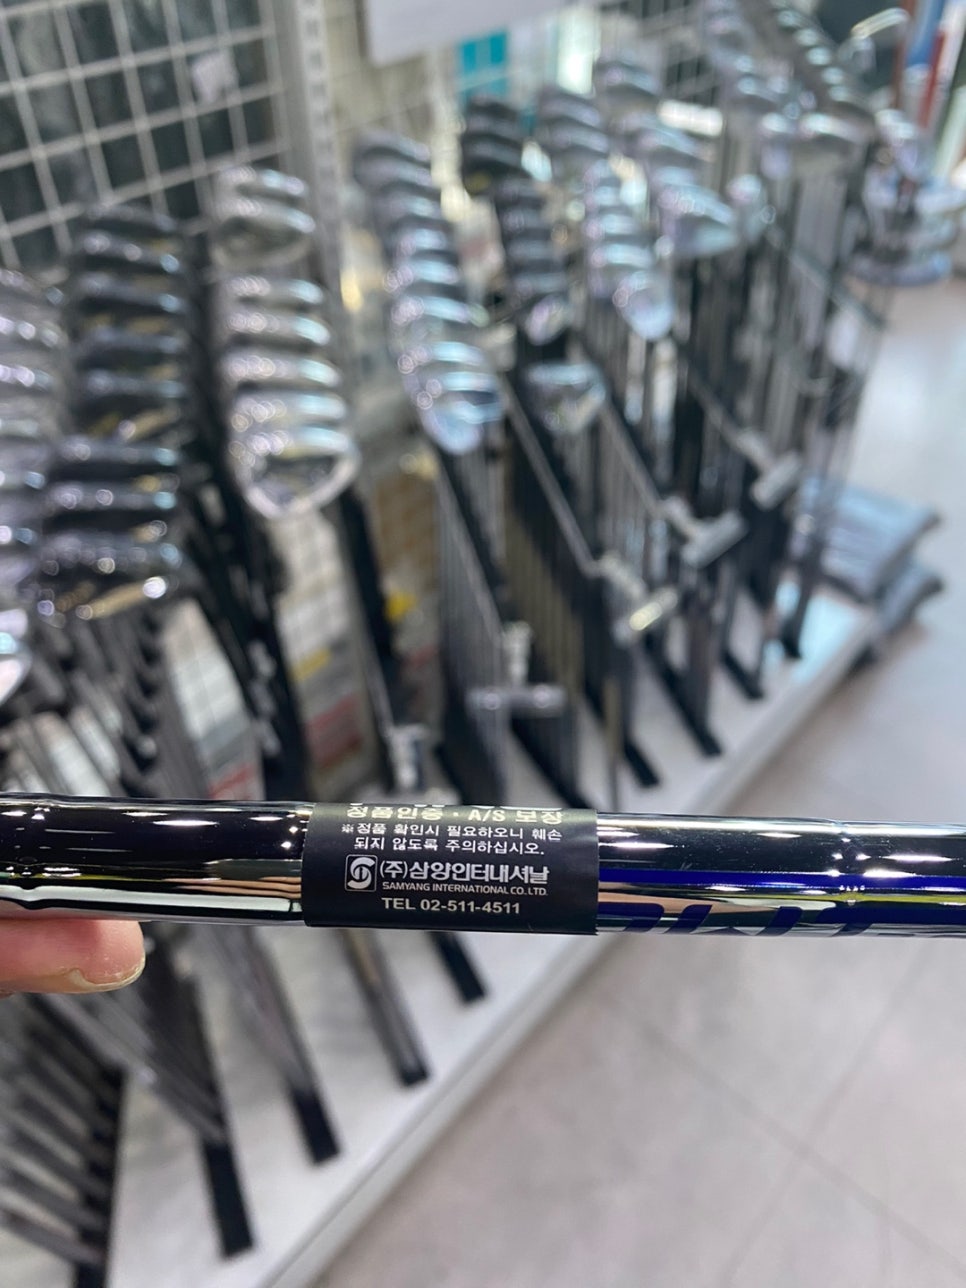 정품인증 · A/S 보장
※정품 확인시 필요하오니 훼손
되지 않도록 주의하십시오.
(주)삼양인터내셔날
SAMYANG INTERNATIONAL CO. LTD.
TEL 02-511-4511